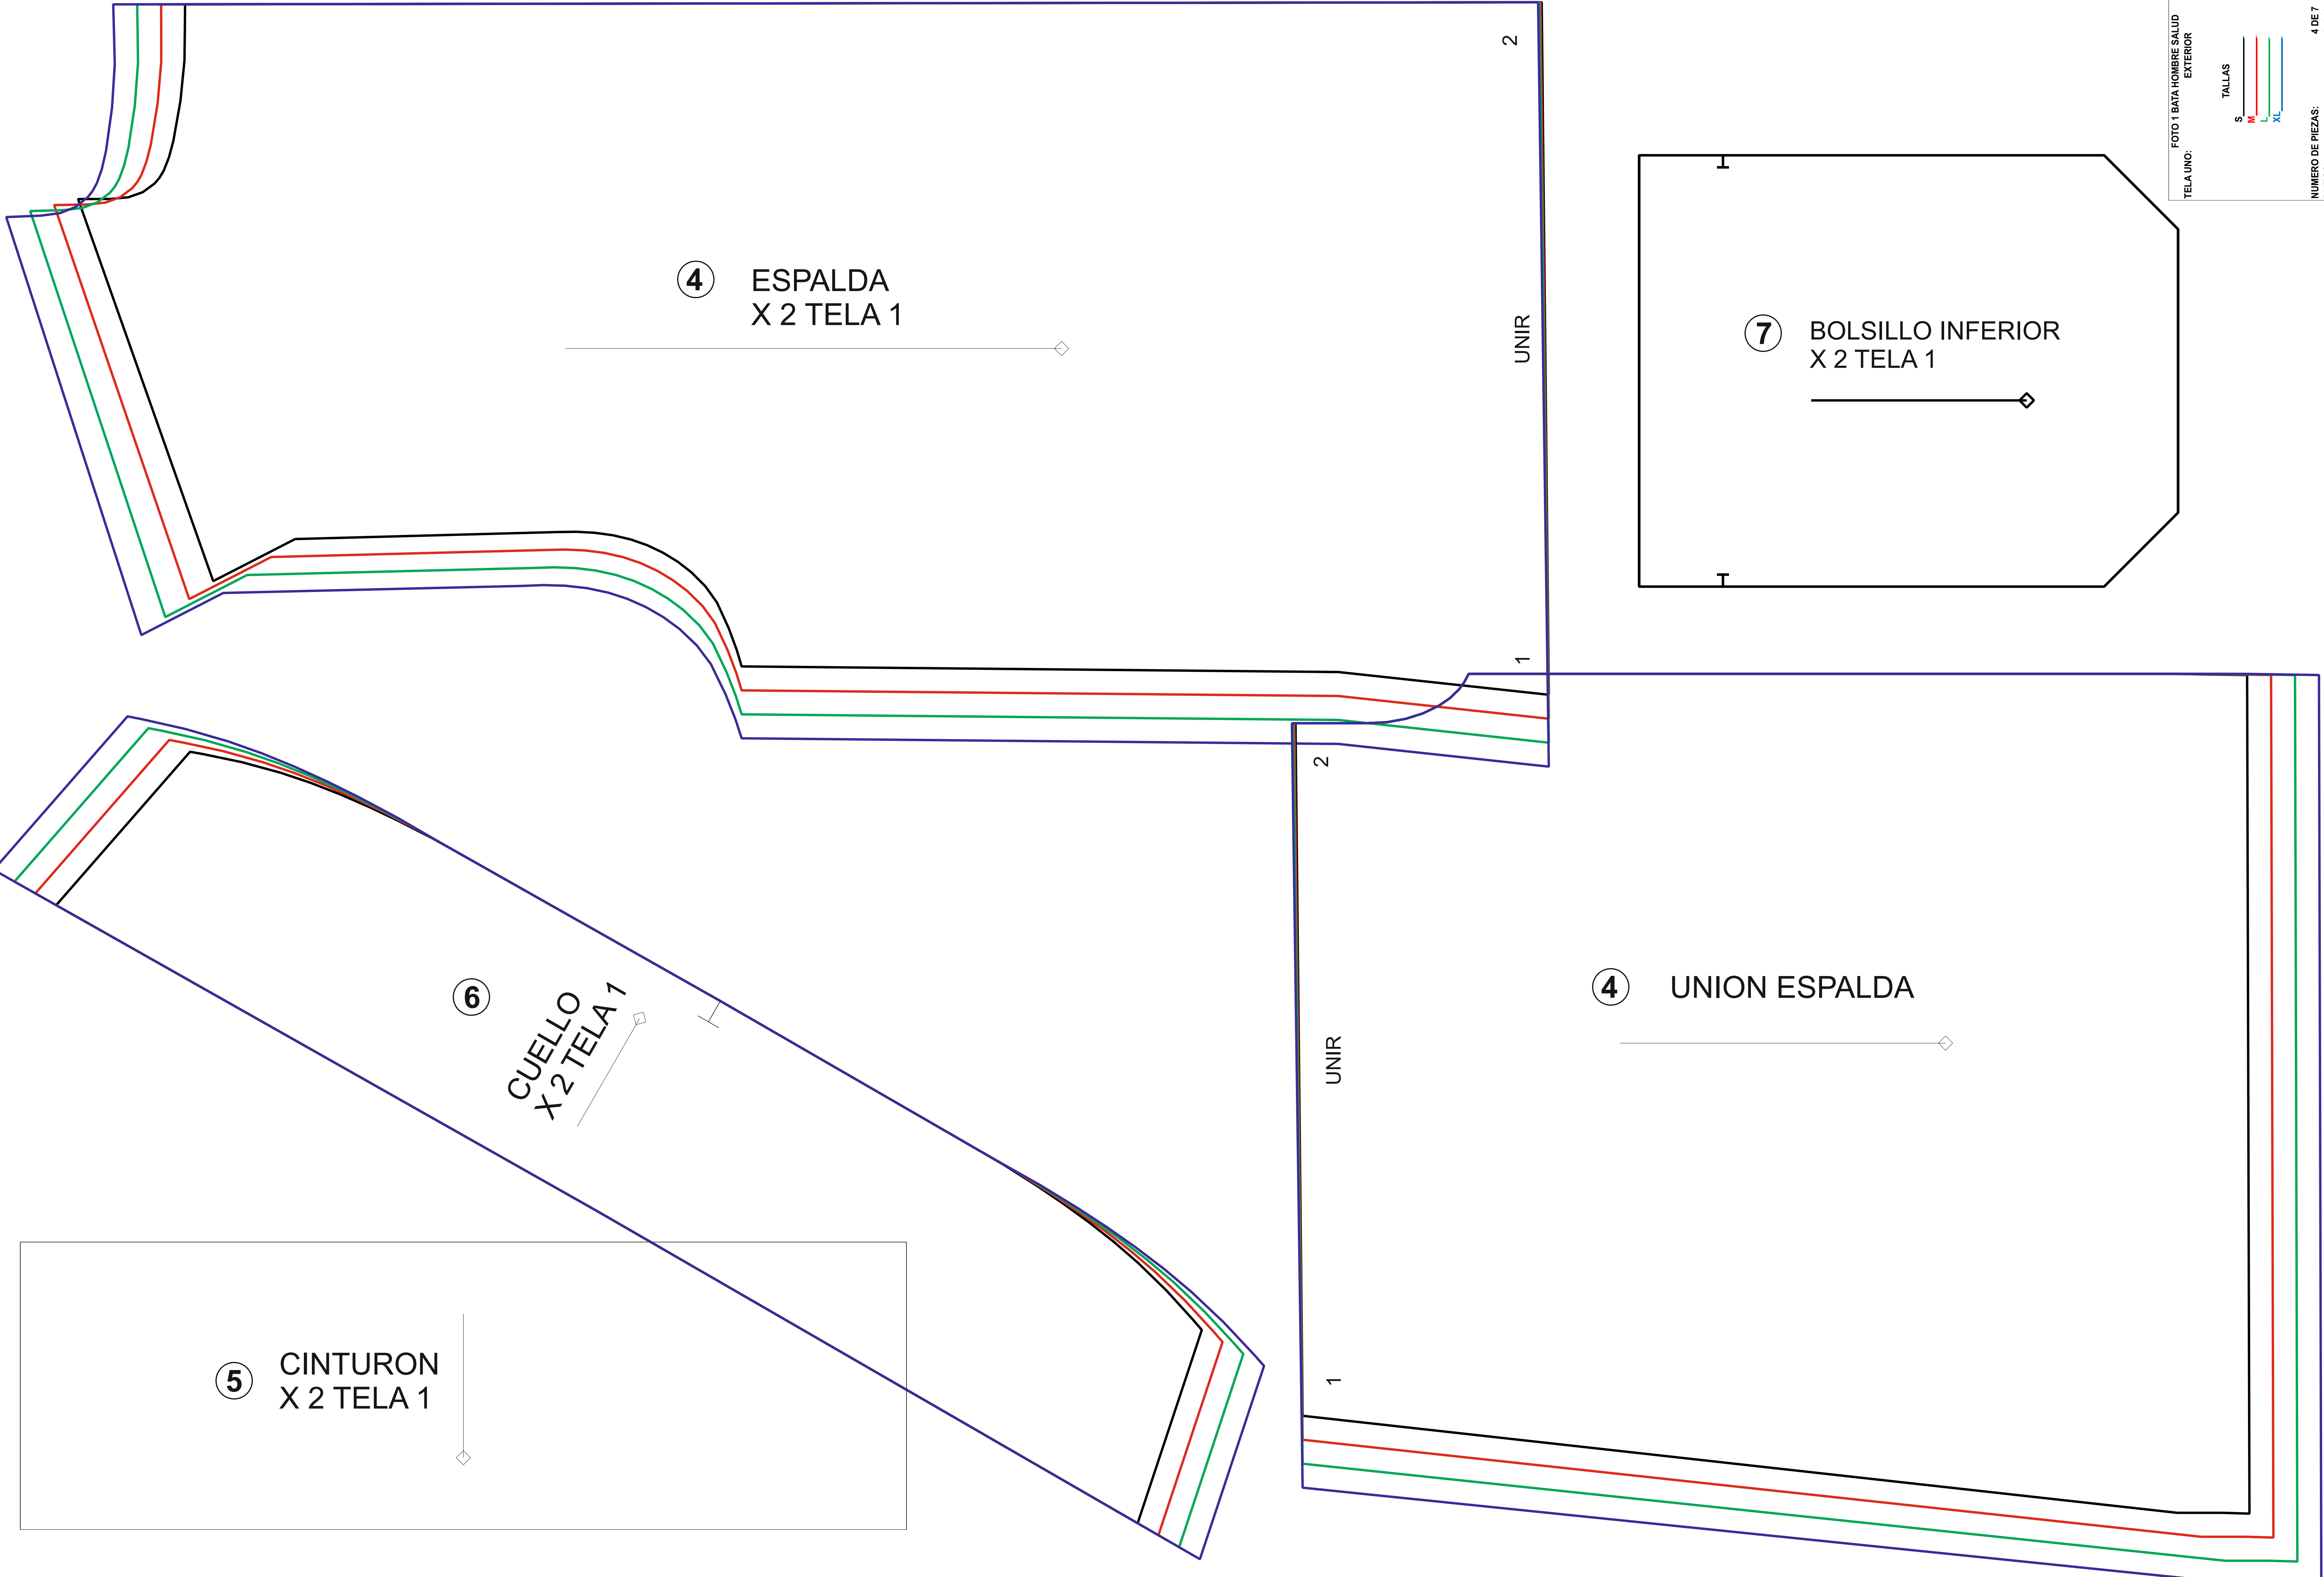 2
FOTO 1 BATA HOMBRE SALUD
TELA UNO: EXTERIOR
TALLAS
S
M
L
XL
NUMERO DE PIEZAS: 4 DE 7
4 ESPALDA
X 2 TELA 1
UNIR
1
7 BOLSILLO INFERIOR
X 2 TELA 1
2
4 UNION ESPALDA
UNIR
1
6 CUELLO
X 2 TELA 1
5 CINTURON
X 2 TELA 1